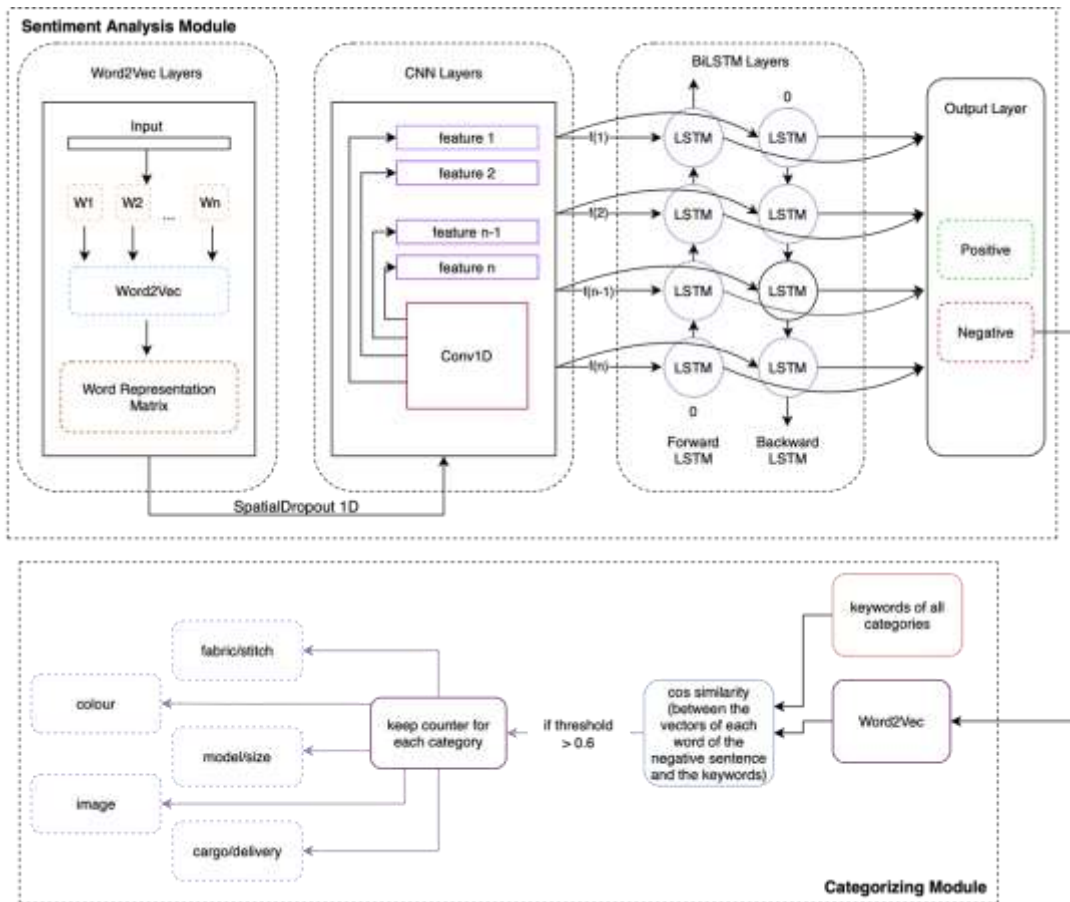 Sentiment Analysis Module
Word2Vec Layers
Input
W1
W2
...
Wn
Word2Vec
Word Representation
Matrix
SpatialDropout 1D
CNN Layers
feature 1
feature 2
feature n-1
feature n
Conv1D
f(1)
f(2)
f(n-1)
f(n)
BiLSTM Layers
0
LSTM
LSTM
LSTM
LSTM
LSTM
LSTM
LSTM
LSTM
0
Forward
LSTM
Backward
LSTM
Output Layer
Positive
Negative
keywords of all
categories
Word2Vec
cos similarity
(between the
vectors of each
word of the
negative sentence
and the keywords)
if threshold
> 0.6
keep counter for
each category
fabric/stitch
colour
model/size
image
cargo/delivery
Categorizing Module